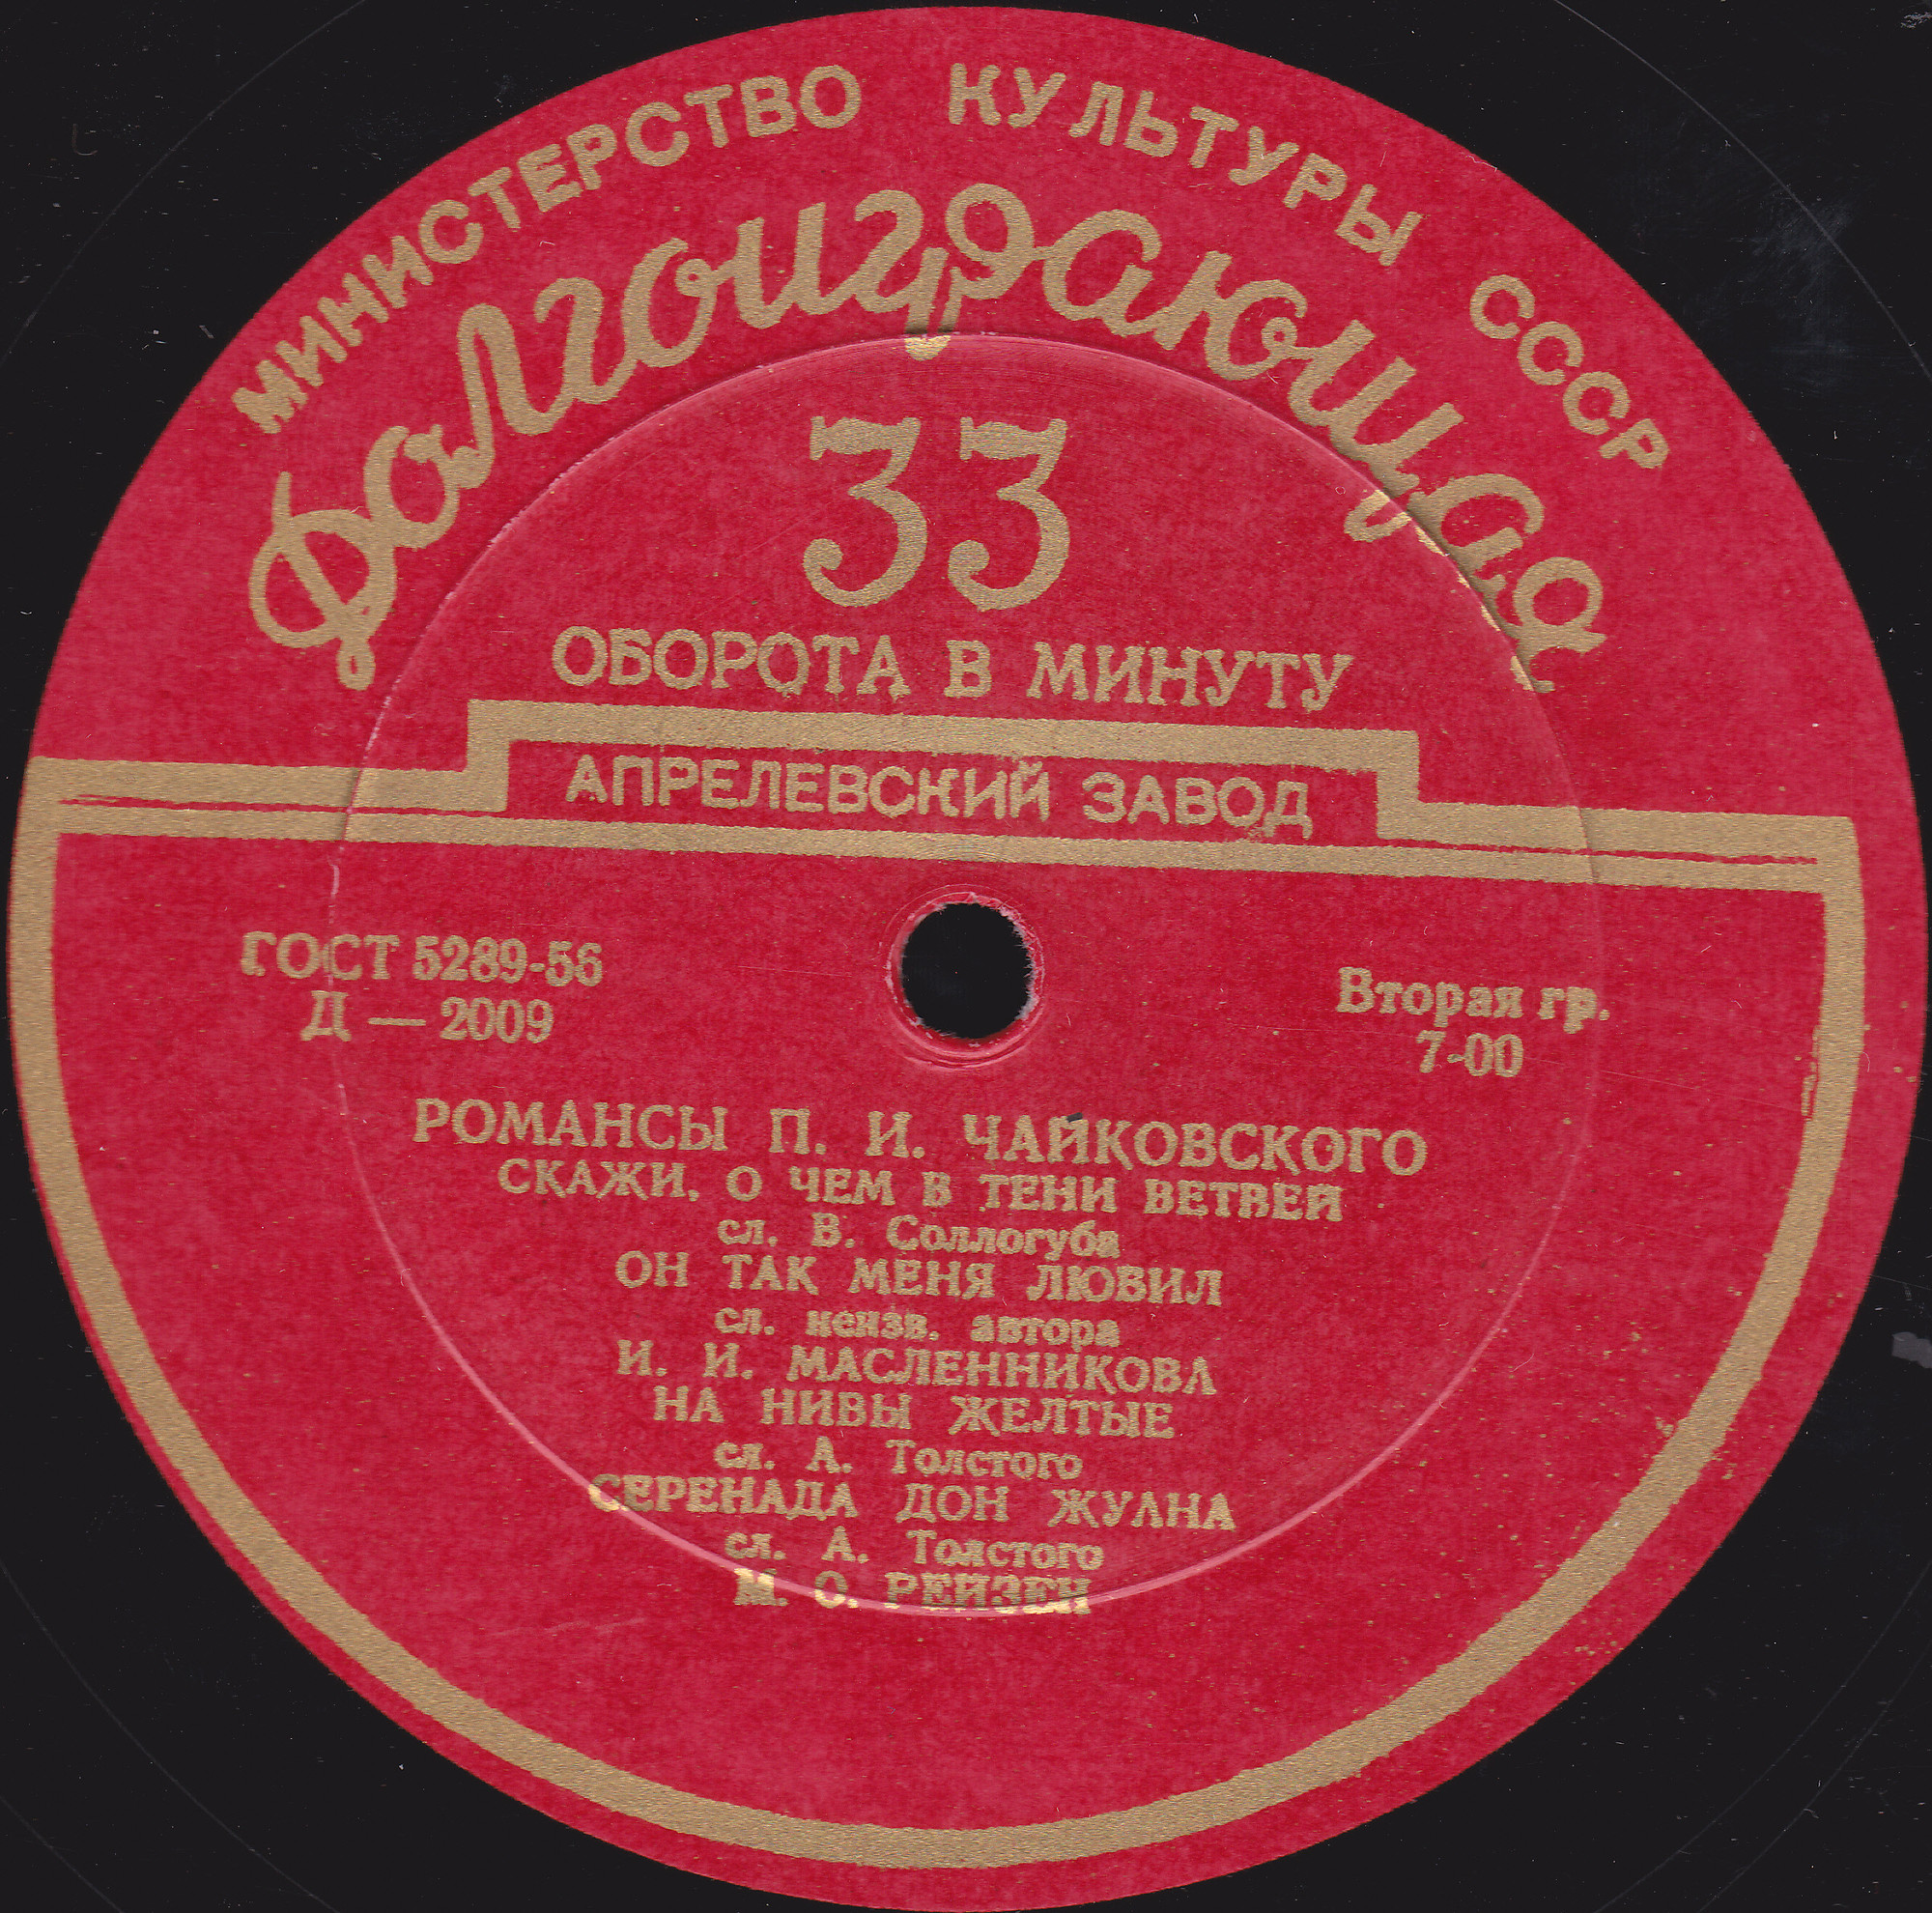 МИНИСТЕРСТВО КУЛЬТУРЫ СССР
Долгоиграющая
33
ОБОРОТА В МИНУТУ
АПРЕЛЕВСКИЙ ЗАВОД
ГОСТ 5289-56
Д — 2009
Вторая гр.
7-00
РОМАНСЫ П. И. ЧАЙКОВСКОГО
СКАЖИ, О ЧЕМ В ТЕНИ ВЕТВЕЙ
сл. В. Соллогуба
ОН ТАК МЕНЯ ЛЮБИЛ
сл. неизв. автора
И. И. МАСЛЕННИКОВА
НА НИВЫ ЖЕЛТЫЕ
сл. А. Толстого
СЕРЕНАДА ДОН ЖУАНА
сл. А. Толстого
М. О. РЕЙЗЕН